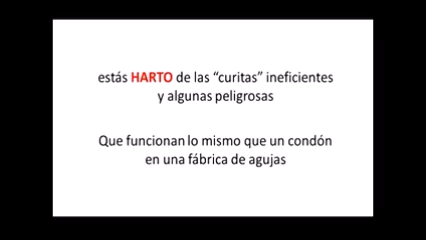 estás HARTO de las “curitas” ineficientes
y algunas peligrosas
Que funcionan lo mismo que un condón
en una fábrica de agujas